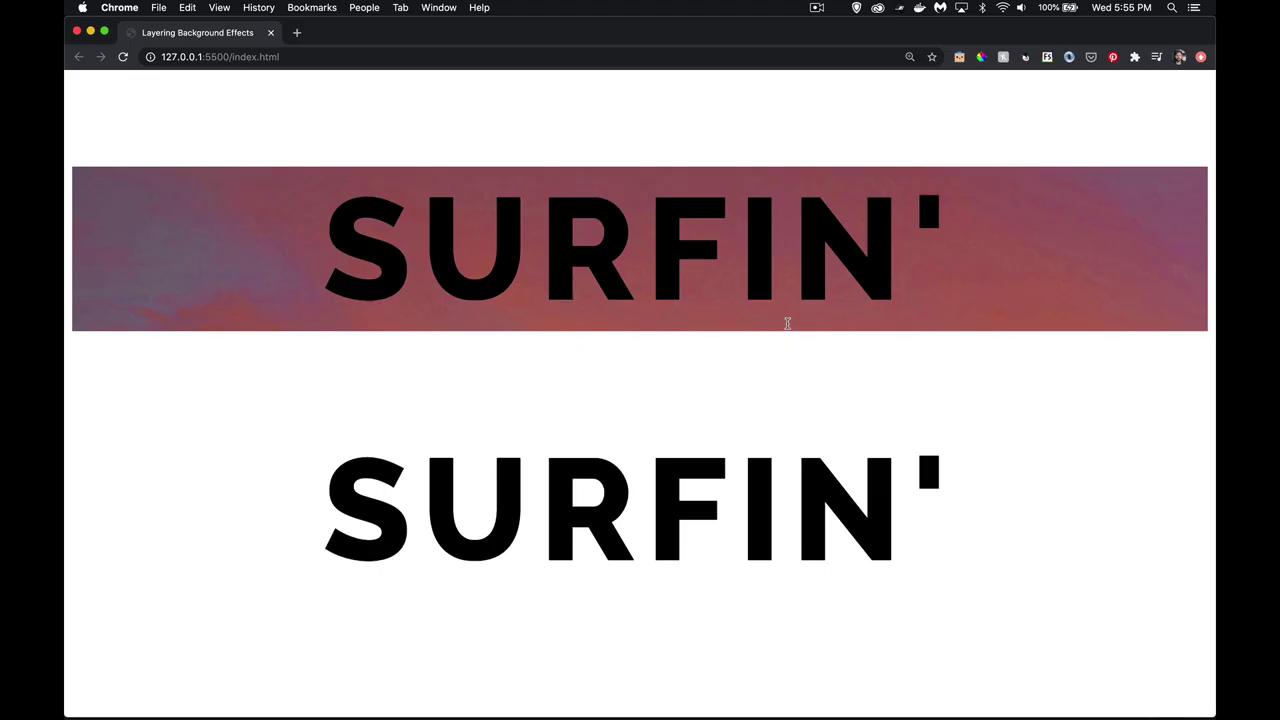 Chrome File Edit View History Bookmarks People Tab Window Help 100% Wed 5:55 PM
Layering Background Effects
127.0.0.1:5500/index.html
SURFIN'
SURFIN'